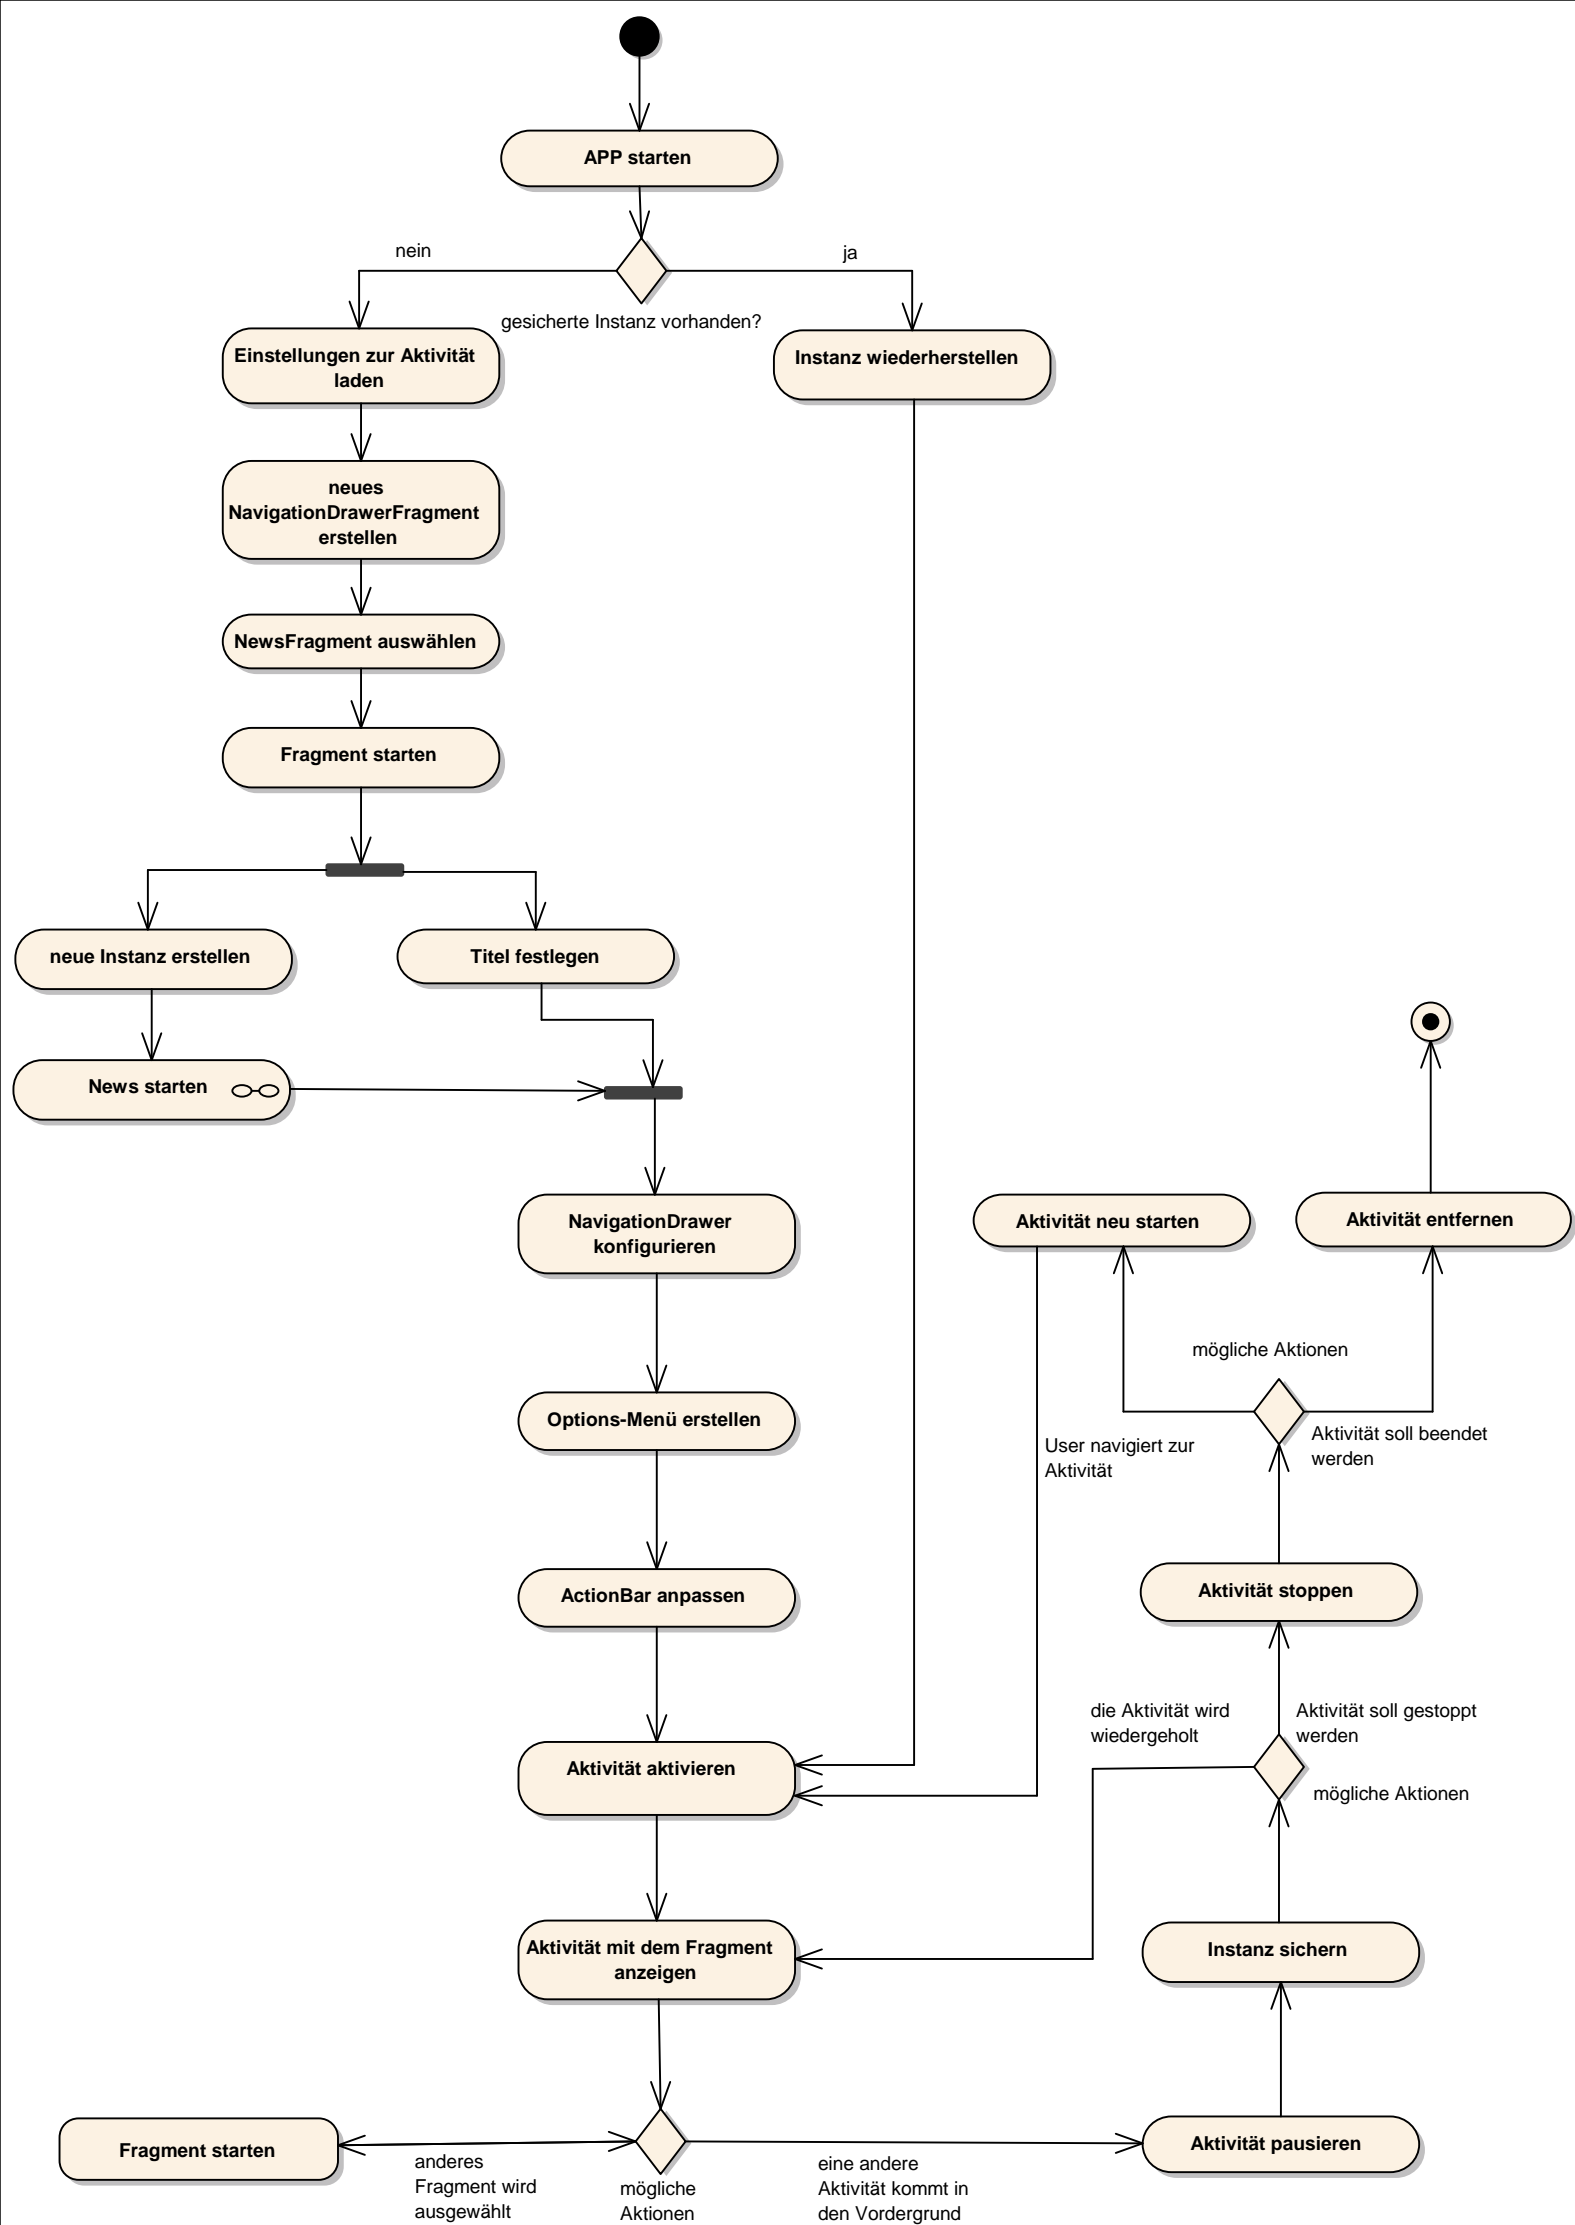 APP starten
nein
ja
gesicherte Instanz vorhanden?
Einstellungen zur Aktivität
laden
Instanz wiederherstellen
neues
NavigationDrawerFragment
erstellen
NewsFragment auswählen
Fragment starten
neue Instanz erstellen
Titel festlegen
News starten
NavigationDrawer
konfigurieren
Aktivität neu starten
Aktivität entfernen
mögliche Aktionen
Options-Menü erstellen
User navigiert zur
Aktivität
Aktivität soll beendet
werden
ActionBar anpassen
Aktivität stoppen
die Aktivität wird
wiedergeholt
Aktivität soll gestoppt
werden
Aktivität aktivieren
mögliche Aktionen
Aktivität mit dem Fragment
anzeigen
Instanz sichern
Fragment starten
anderes
Fragment wird
ausgewählt
mögliche
Aktionen
eine andere
Aktivität kommt in
den Vordergrund
Aktivität pausieren